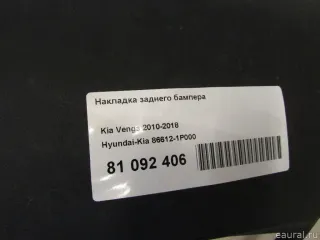 Накладка заднего бампера
Kia Venga 2010-2018
Hyundai-Kia 86612-1P000
81 092 406
eaural.ru